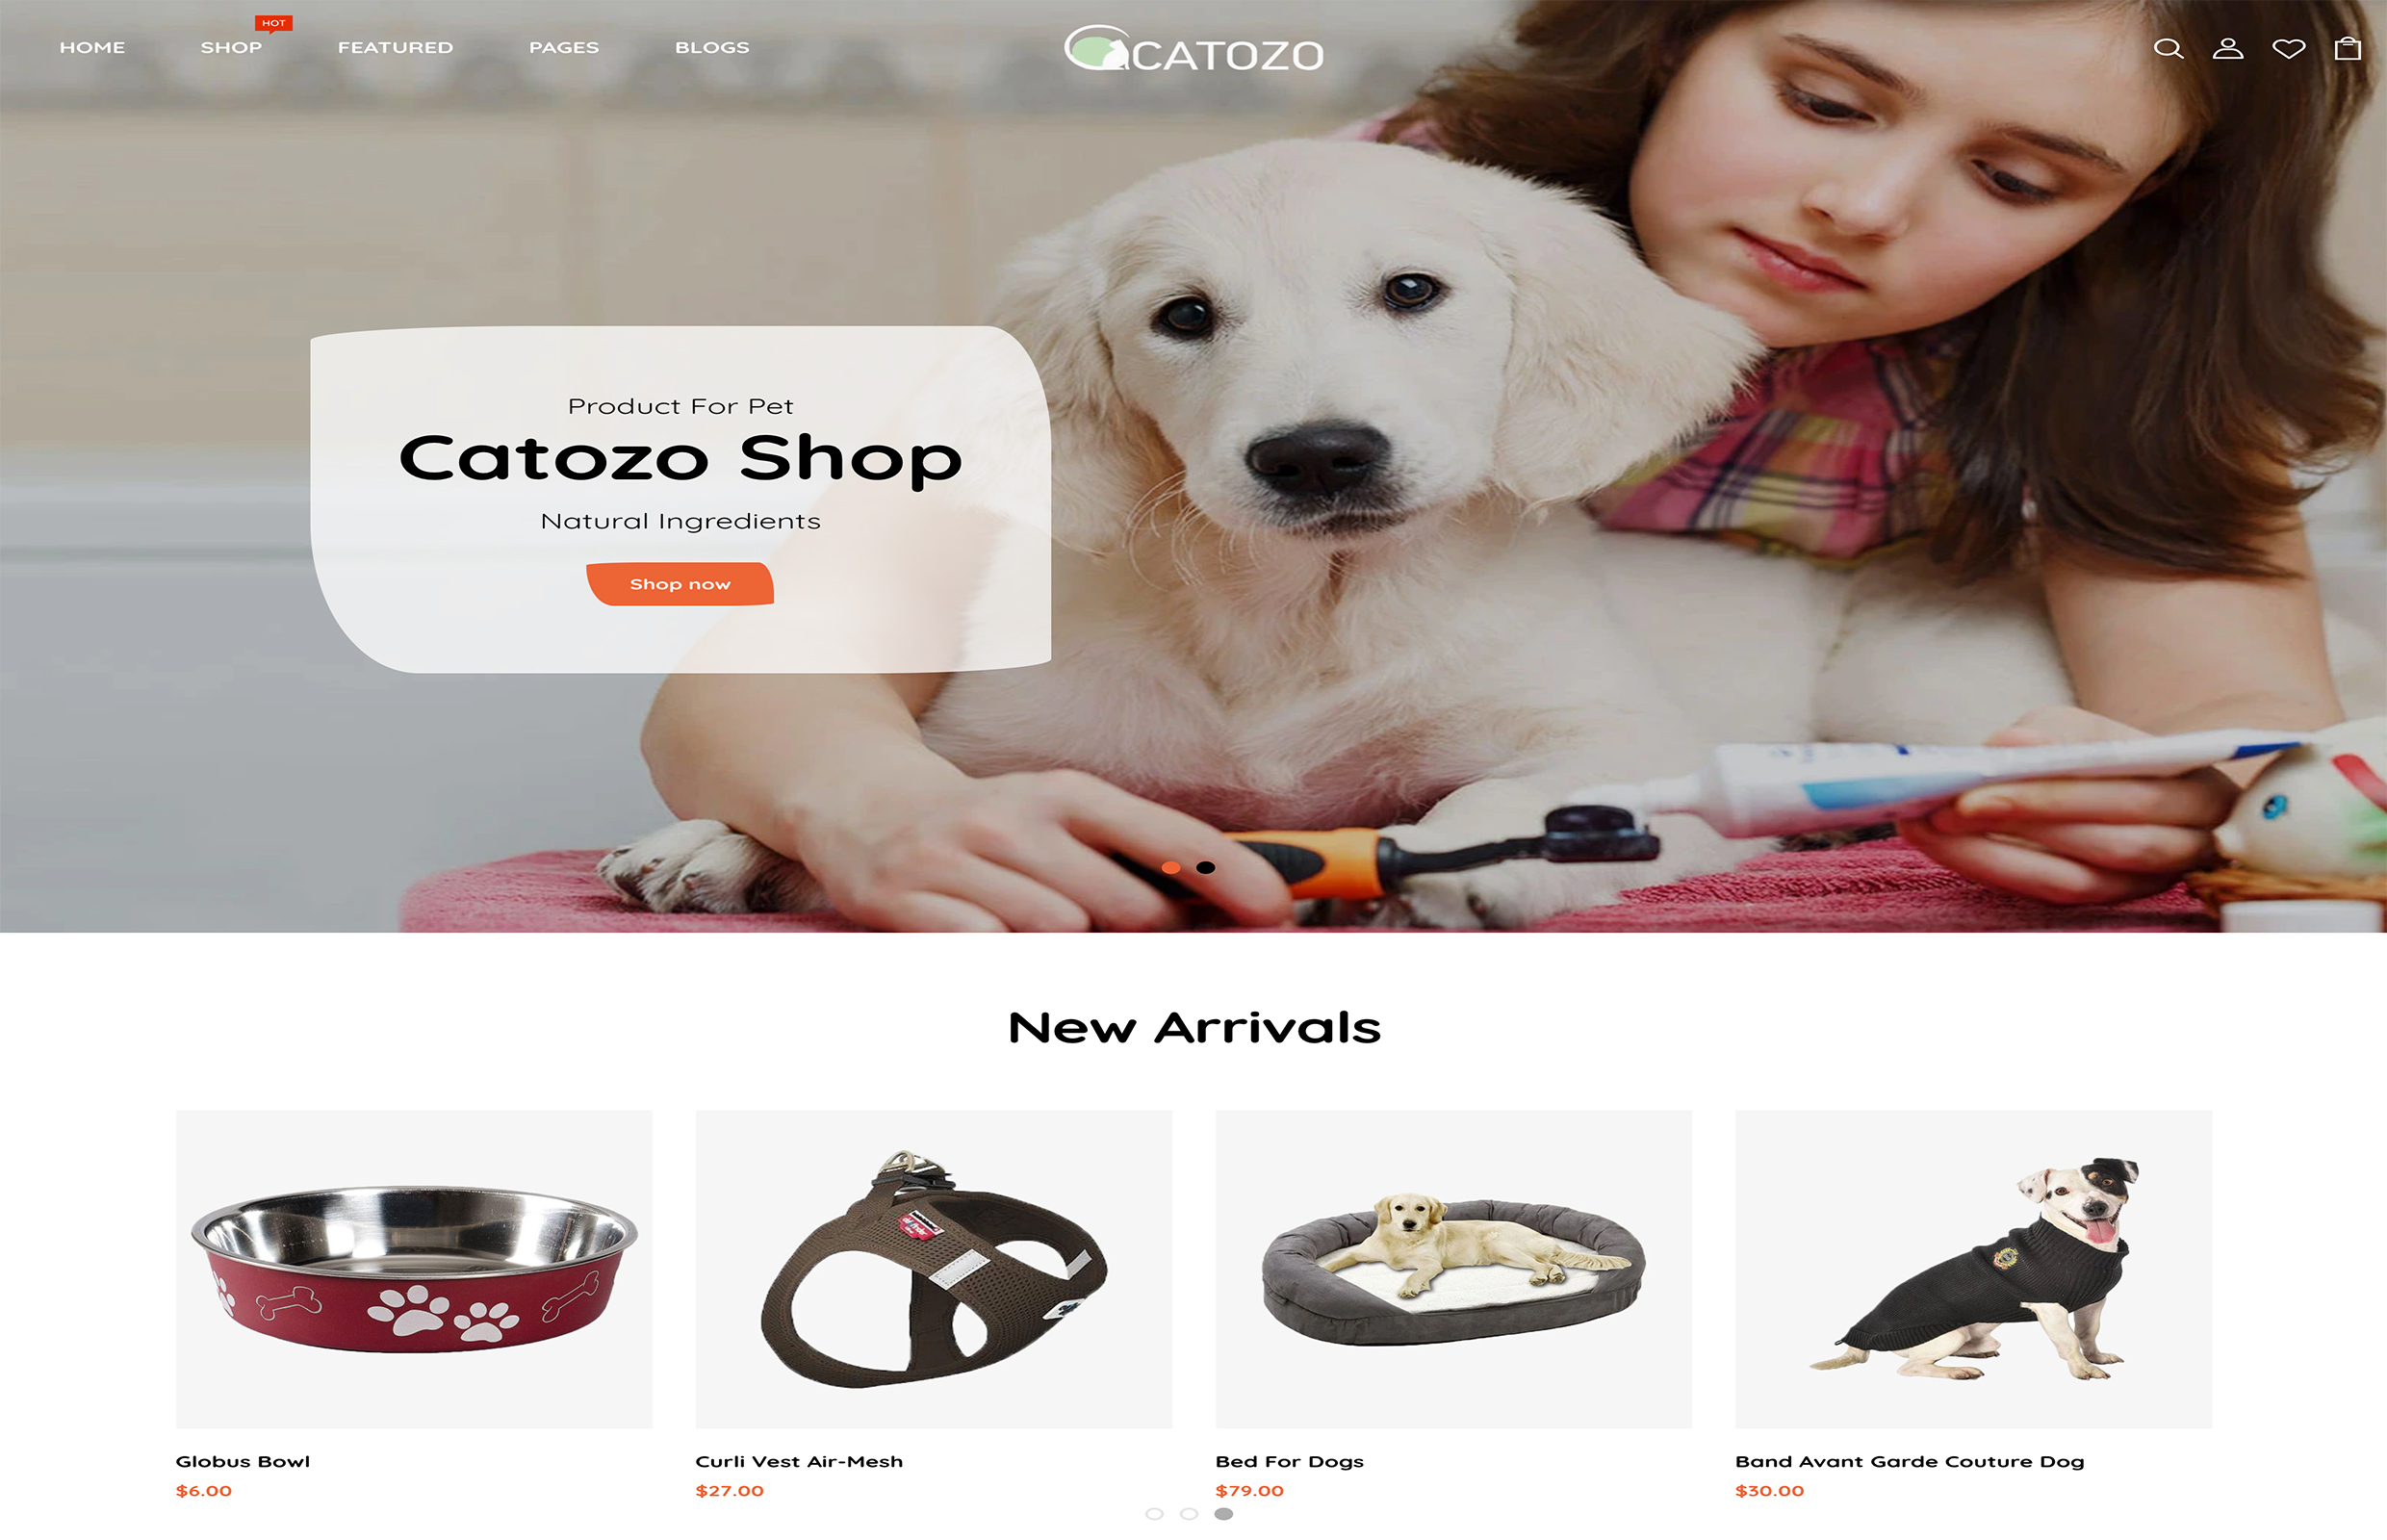 HOT
HOME SHOP FEATURED PAGES BLOGS
CATOZO
Product For Pet
Catozo Shop
Natural Ingredients
Shop now
New Arrivals
Globus Bowl
$6.00
Curli Vest Air-Mesh
$27.00
Bed For Dogs
$79.00
Band Avant Garde Couture Dog
$30.00